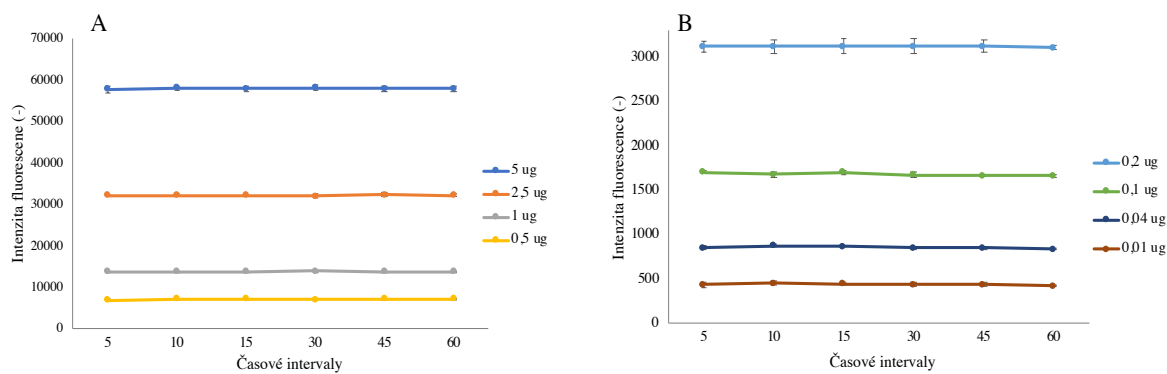 A
70000
60000
50000
40000
30000
20000
10000
0
Intenzita fluorescene (-)
5 10 15 30 45 60
Časové intervaly
5 ug
2,5 ug
1 ug
0,5 ug
B
3000
2500
2000
1500
1000
500
0
Intenzita fluorescence (-)
5 10 15 30 45 60
Časové intervaly
0,2 ug
0,1 ug
0,04 ug
0,01 ug